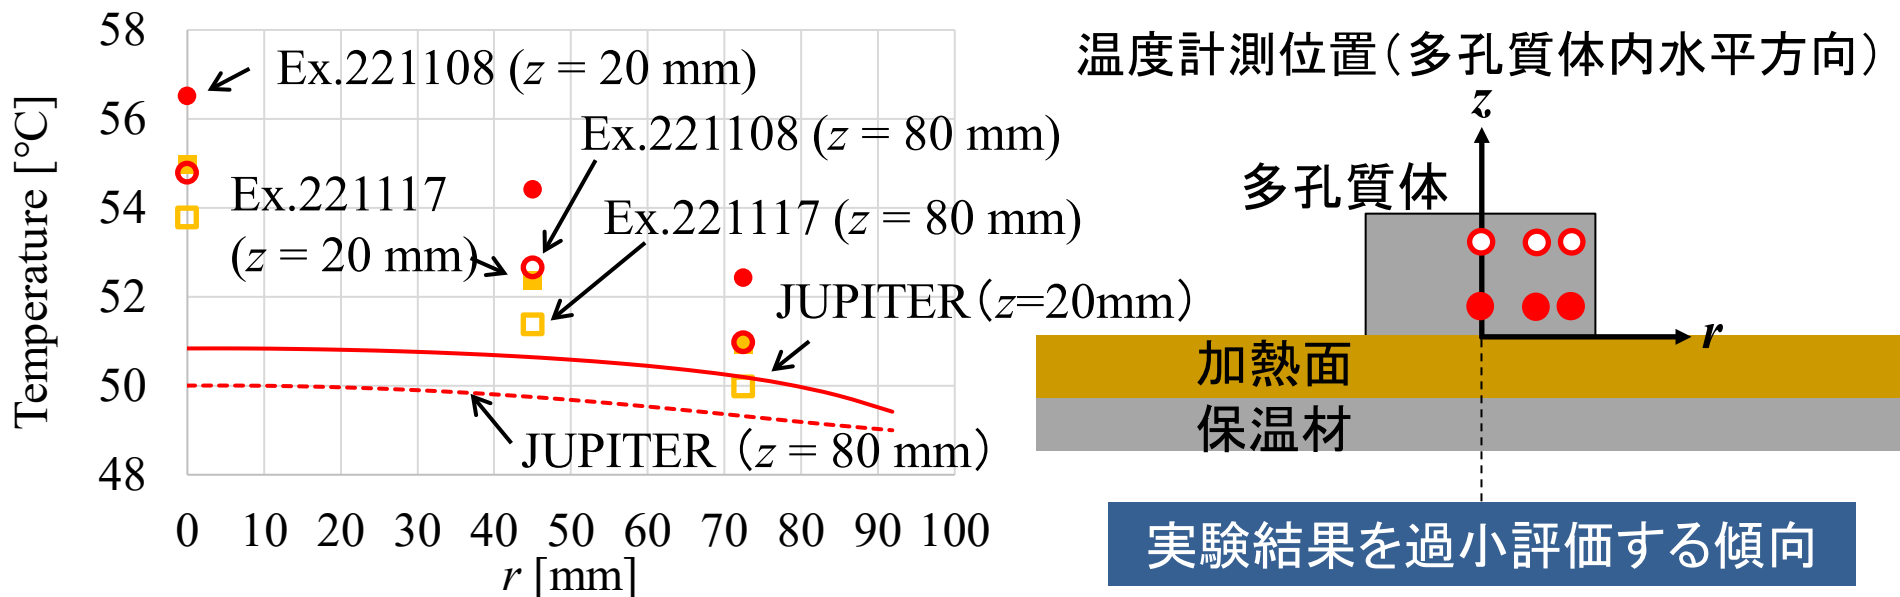 58
56
54
52
50
48
Temperature [°C]
0 10 20 30 40 50 60 70 80 90 100
r [mm]
Ex.221108 (z = 20 mm)
Ex.221108 (z = 80 mm)
Ex.221117
(z = 20 mm)
Ex.221117 (z = 80 mm)
JUPITER（z=20mm）
JUPITER（z = 80 mm）
温度計測位置（多孔質体内水平方向）
z
多孔質体
r
加熱面
保温材
実験結果を過小評価する傾向